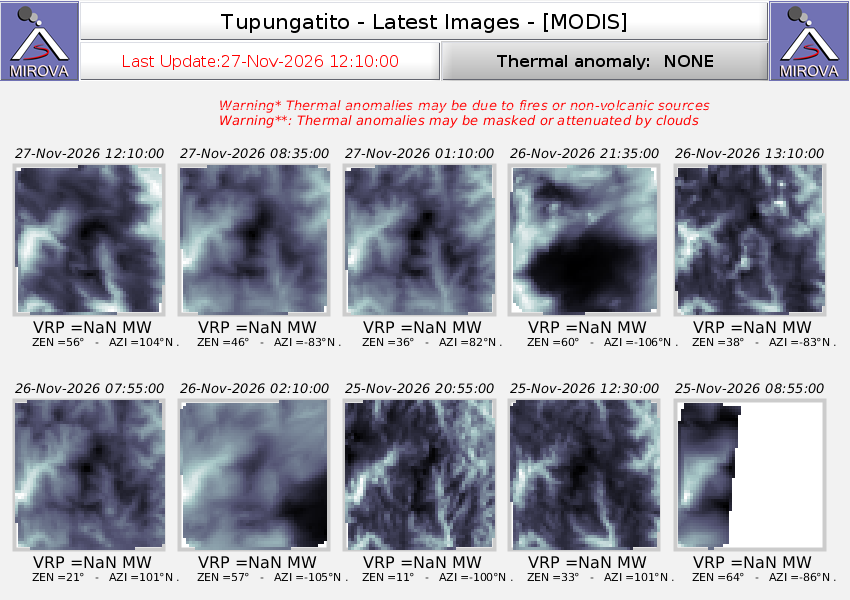 Tupungatito - Latest Images - [MODIS]
MIROVA
Last Update:27-Nov-2026 12:10:00
Thermal anomaly: NONE
MIROVA
Warning* Thermal anomalies may be due to fires or non-volcanic sources
Warning**: Thermal anomalies may be masked or attenuated by clouds
27-Nov-2026 12:10:00
27-Nov-2026 08:35:00
27-Nov-2026 01:10:00
26-Nov-2026 21:35:00
26-Nov-2026 13:10:00
VRP =NaN MW
VRP =NaN MW
VRP =NaN MW
VRP =NaN MW
VRP =NaN MW
ZEN =56° - AZI =104°N .
ZEN =46° - AZI =-83°N .
ZEN =36° - AZI =82°N .
ZEN =60° - AZI =-106°N .
ZEN =38° - AZI =-83°N .
26-Nov-2026 07:55:00
26-Nov-2026 02:10:00
25-Nov-2026 20:55:00
25-Nov-2026 12:30:00
25-Nov-2026 08:55:00
VRP =NaN MW
VRP =NaN MW
VRP =NaN MW
VRP =NaN MW
VRP =NaN MW
ZEN =21° - AZI =101°N .
ZEN =57° - AZI =-105°N .
ZEN =11° - AZI =-100°N .
ZEN =33° - AZI =101°N .
ZEN =64° - AZI =-86°N .